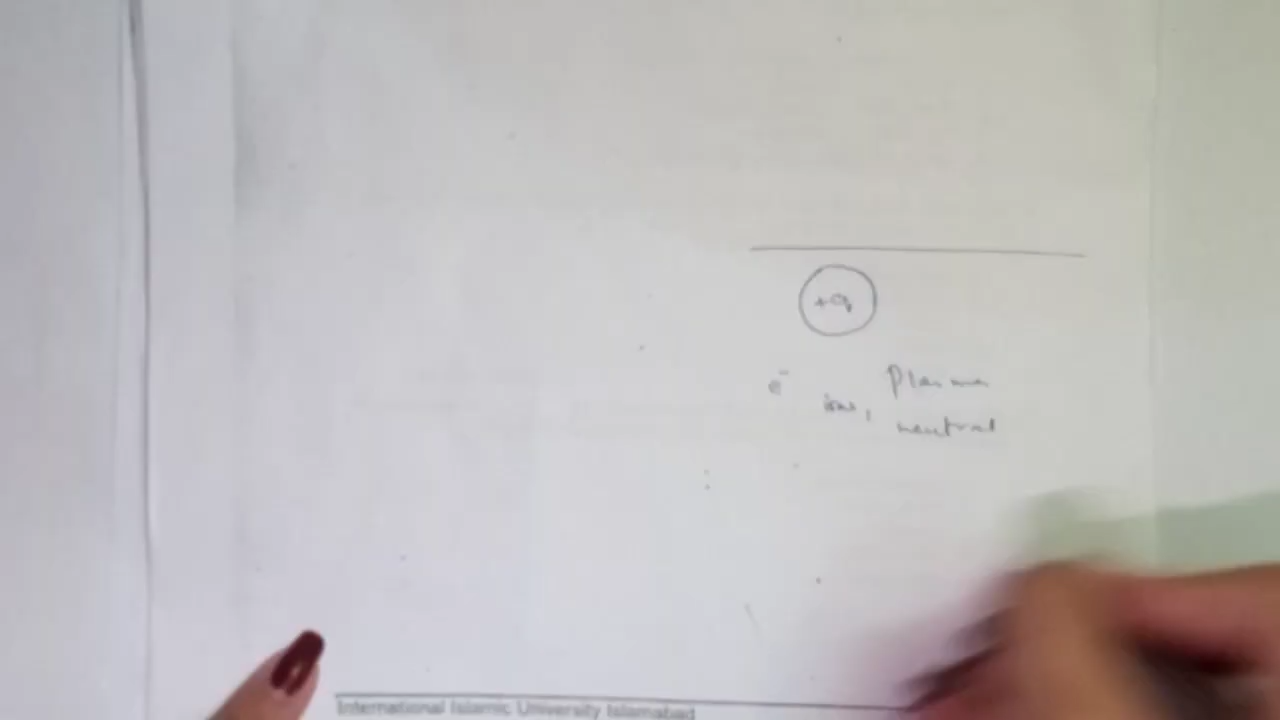 +Q
e⁻ ions, Plasma
neutral
International Islamic University Islamabad